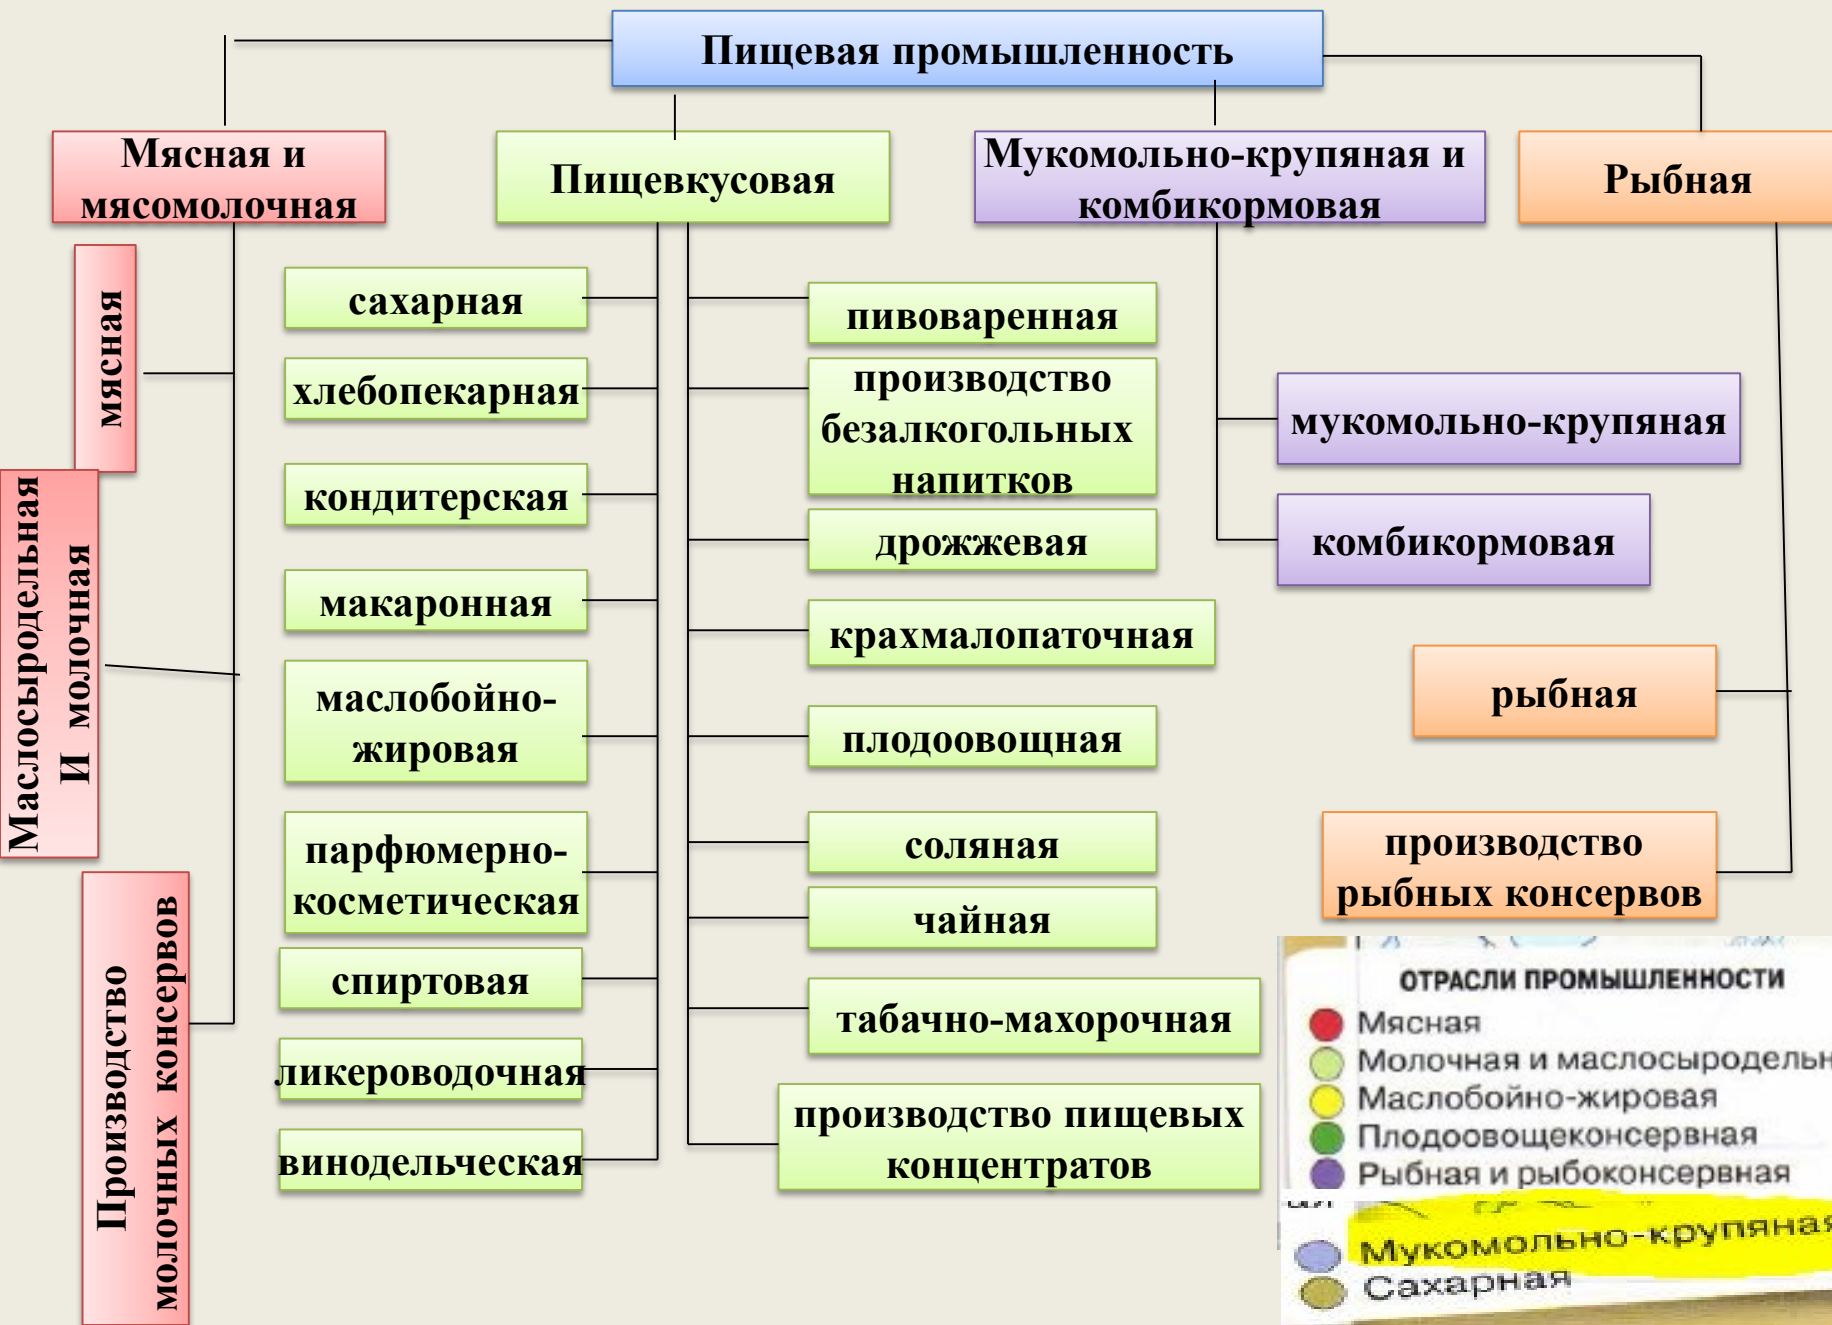 Пищевая промышленность
Мясная и
мясомолочная
Пищевкусовая
Мукомольно-крупяная и
комбикормовая
Рыбная
мясная
Маслосыродельная
И молочная
Производство
молочных консервов
сахарная
хлебопекарная
кондитерская
макаронная
маслобойно-
жировая
парфюмерно-
косметическая
спиртовая
ликероводочная
винодельческая
пивоваренная
производство
безалкогольных
напитков
дрожжевая
крахмалопаточная
плодоовощная
соляная
чайная
табачно-махорочная
производство пищевых
концентратов
мукомольно-крупяная
комбикормовая
рыбная
производство
рыбных консервов
ОТРАСЛИ ПРОМЫШЛЕННОСТИ
Мясная
Молочная и маслосыродельн
Маслобойно-жировая
Плодоовощеконсервная
Рыбная и рыбоконсервная
Мукомольно-крупяная
Сахарная